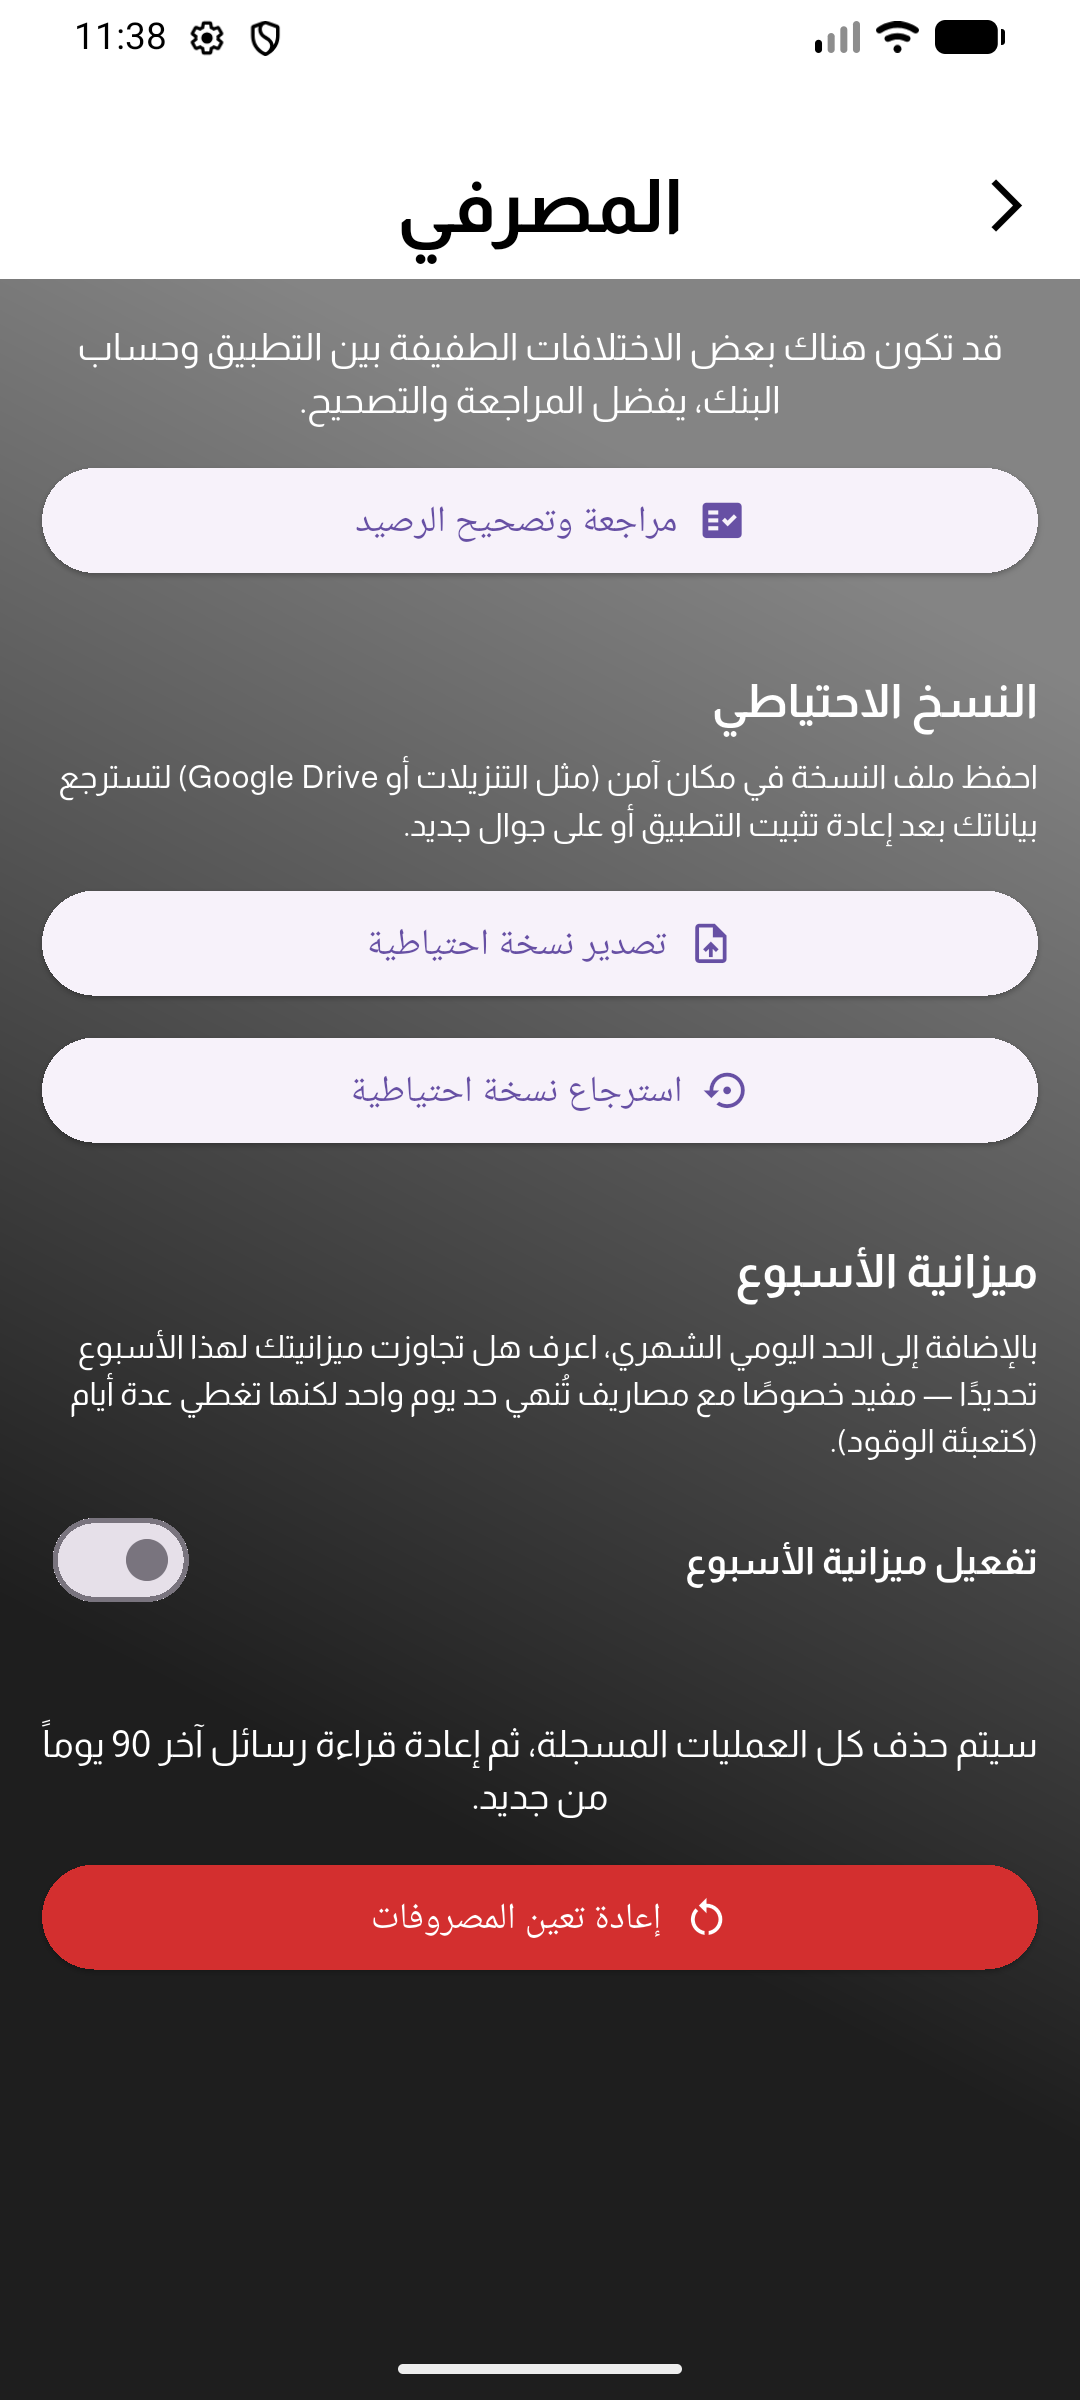 11:38
المصرفي
قد تكون هناك بعض الاختلافات الطفيفة بين التطبيق وحساب
البنك، يفضل المراجعة والتصحيح.
مراجعة وتصحيح الرصيد
النسخ الاحتياطي
احفظ ملف النسخة في مكان آمن (مثل التنزيلات أو Google Drive) لتسترجع
بياناتك بعد إعادة تثبيت التطبيق أو على جوال جديد.
تصدير نسخة احتياطية
استرجاع نسخة احتياطية
ميزانية الأسبوع
بالإضافة إلى الحد اليومي الشهري، اعرف هل تجاوزت ميزانيتك لهذا الأسبوع
تحديدًا — مفيد خصوصًا مع مصاريف تُنهي حد يوم واحد لكنها تغطي عدة أيام
(كتعبئة الوقود).
تفعيل ميزانية الأسبوع
سيتم حذف كل العمليات المسجلة، ثم إعادة قراءة رسائل آخر 90 يوماً
من جديد.
إعادة تعين المصروفات